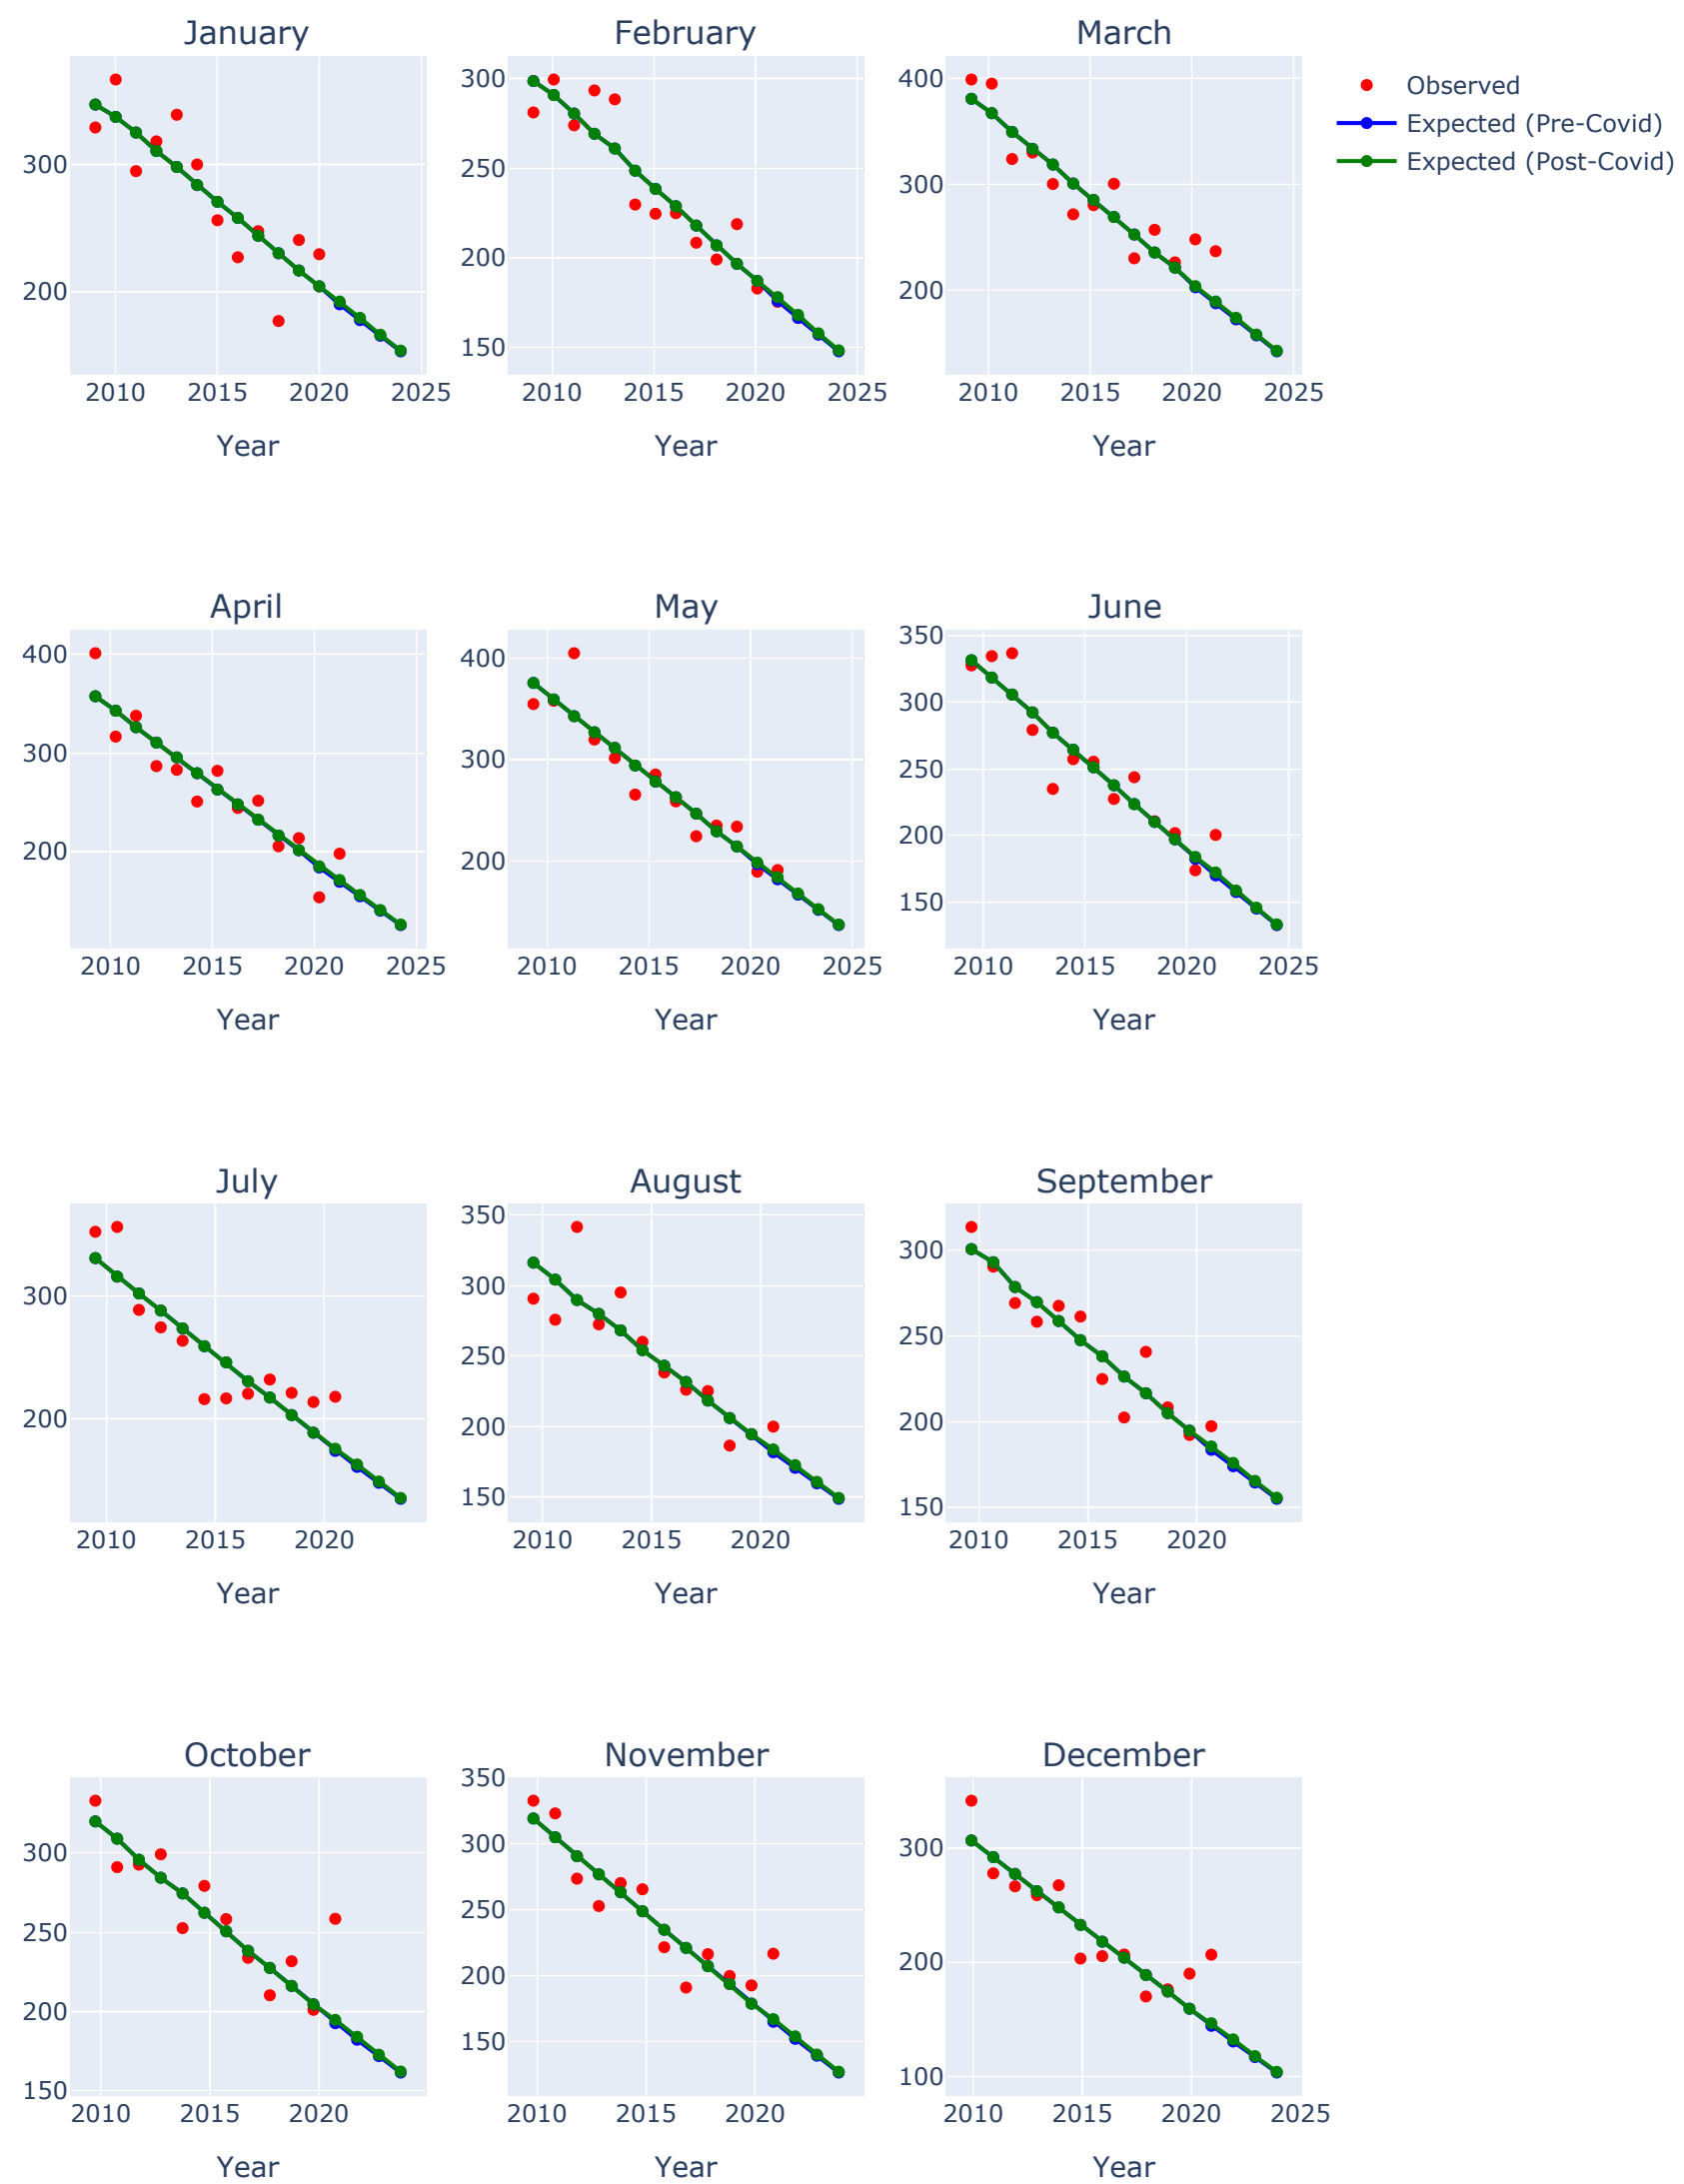 January February March
Observed
Expected (Pre-Covid)
Expected (Post-Covid)
300
200
2010 2015 2020 2025
Year
300
250
200
150
2010 2015 2020 2025
Year
400
300
200
2010 2015 2020 2025
Year
April May June
400
300
200
2010 2015 2020 2025
Year
400
300
200
2010 2015 2020 2025
Year
350
300
250
200
150
2010 2015 2020 2025
Year
July August September
300
200
2010 2015 2020
Year
350
300
250
200
150
2010 2015 2020
Year
300
250
200
150
2010 2015 2020
Year
October November December
300
250
200
150
2010 2015 2020
Year
350
300
250
200
150
2010 2015 2020
Year
300
200
100
2010 2015 2020 2025
Year